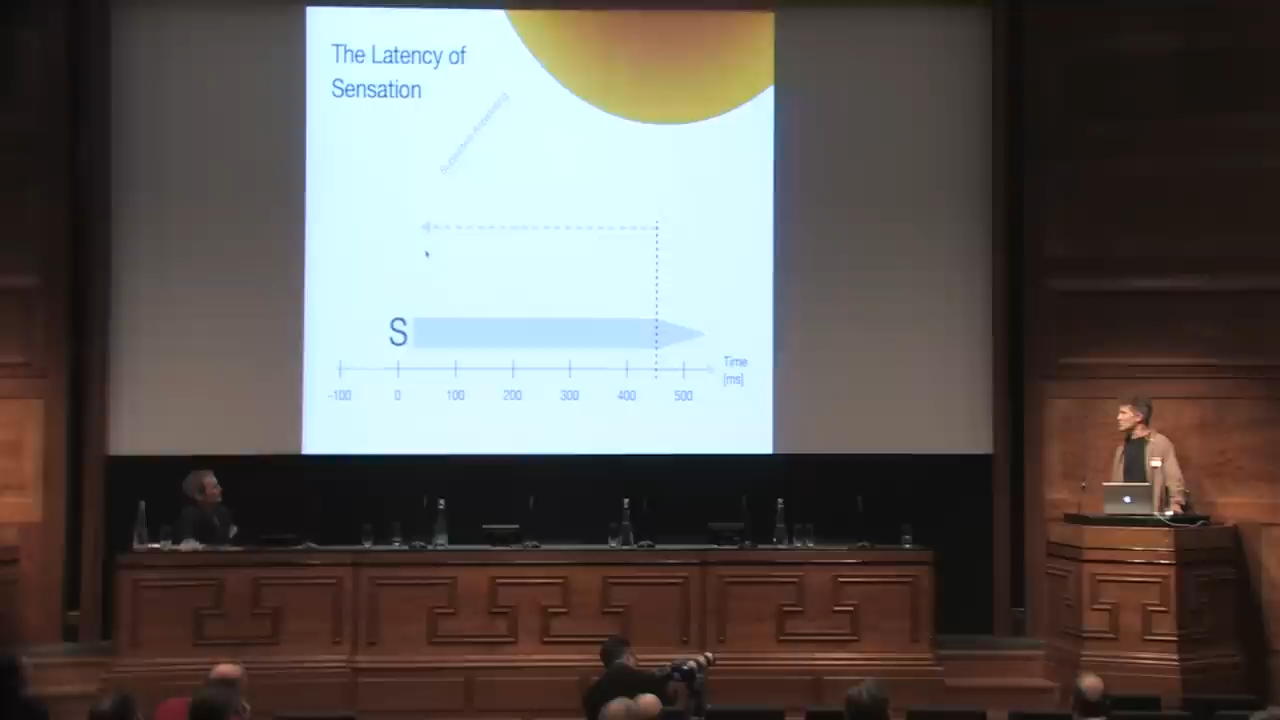 The Latency of
Sensation
S
Time
[ms]
-100 0 100 200 300 400 500